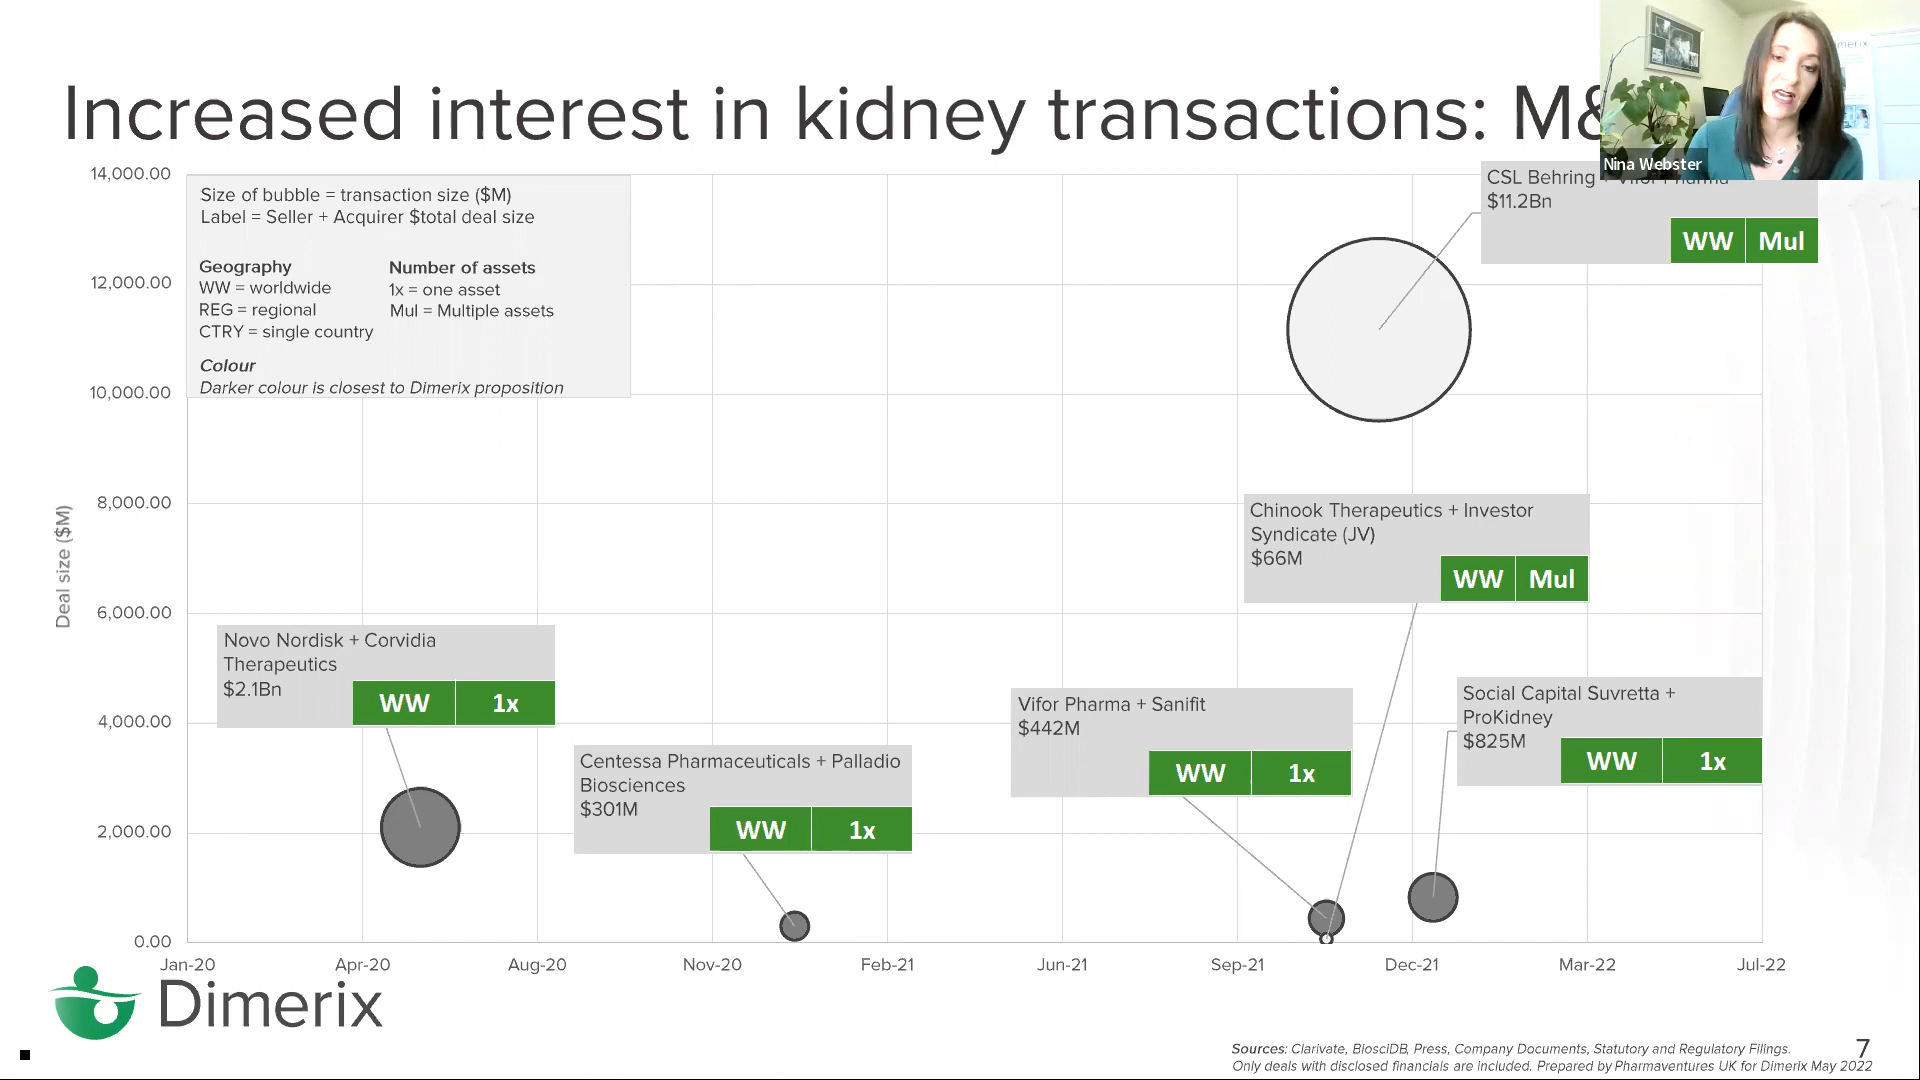 Increased interest in kidney transactions: M&
Nina Webster
Size of bubble = transaction size ($M)
Label = Seller + Acquirer $total deal size
Geography
WW = worldwide
REG = regional
CTRY = single country
Number of assets
1x = one asset
Mul = Multiple assets
Colour
Darker colour is closest to Dimerix proposition
Deal size ($M)
14,000.00
12,000.00
10,000.00
8,000.00
6,000.00
4,000.00
2,000.00
0.00
CSL Behring + Vifor Pharma
$11.2Bn
WW Mul
Chinook Therapeutics + Investor
Syndicate (JV)
$66M
WW Mul
Novo Nordisk + Corvidia
Therapeutics
$2.1Bn
WW 1x
Centessa Pharmaceuticals + Palladio
Biosciences
$301M
WW 1x
Vifor Pharma + Sanifit
$442M
WW 1x
Social Capital Suvretta +
ProKidney
$825M
WW 1x
Jan-20 Apr-20 Aug-20 Nov-20 Feb-21 Jun-21 Sep-21 Dec-21 Mar-22 Jul-22
Dimerix
Sources: Clarivate, BiosciDB, Press, Company Documents, Statutory and Regulatory Filings.
Only deals with disclosed financials are included. Prepared by Pharmaventures UK for Dimerix May 2022
7